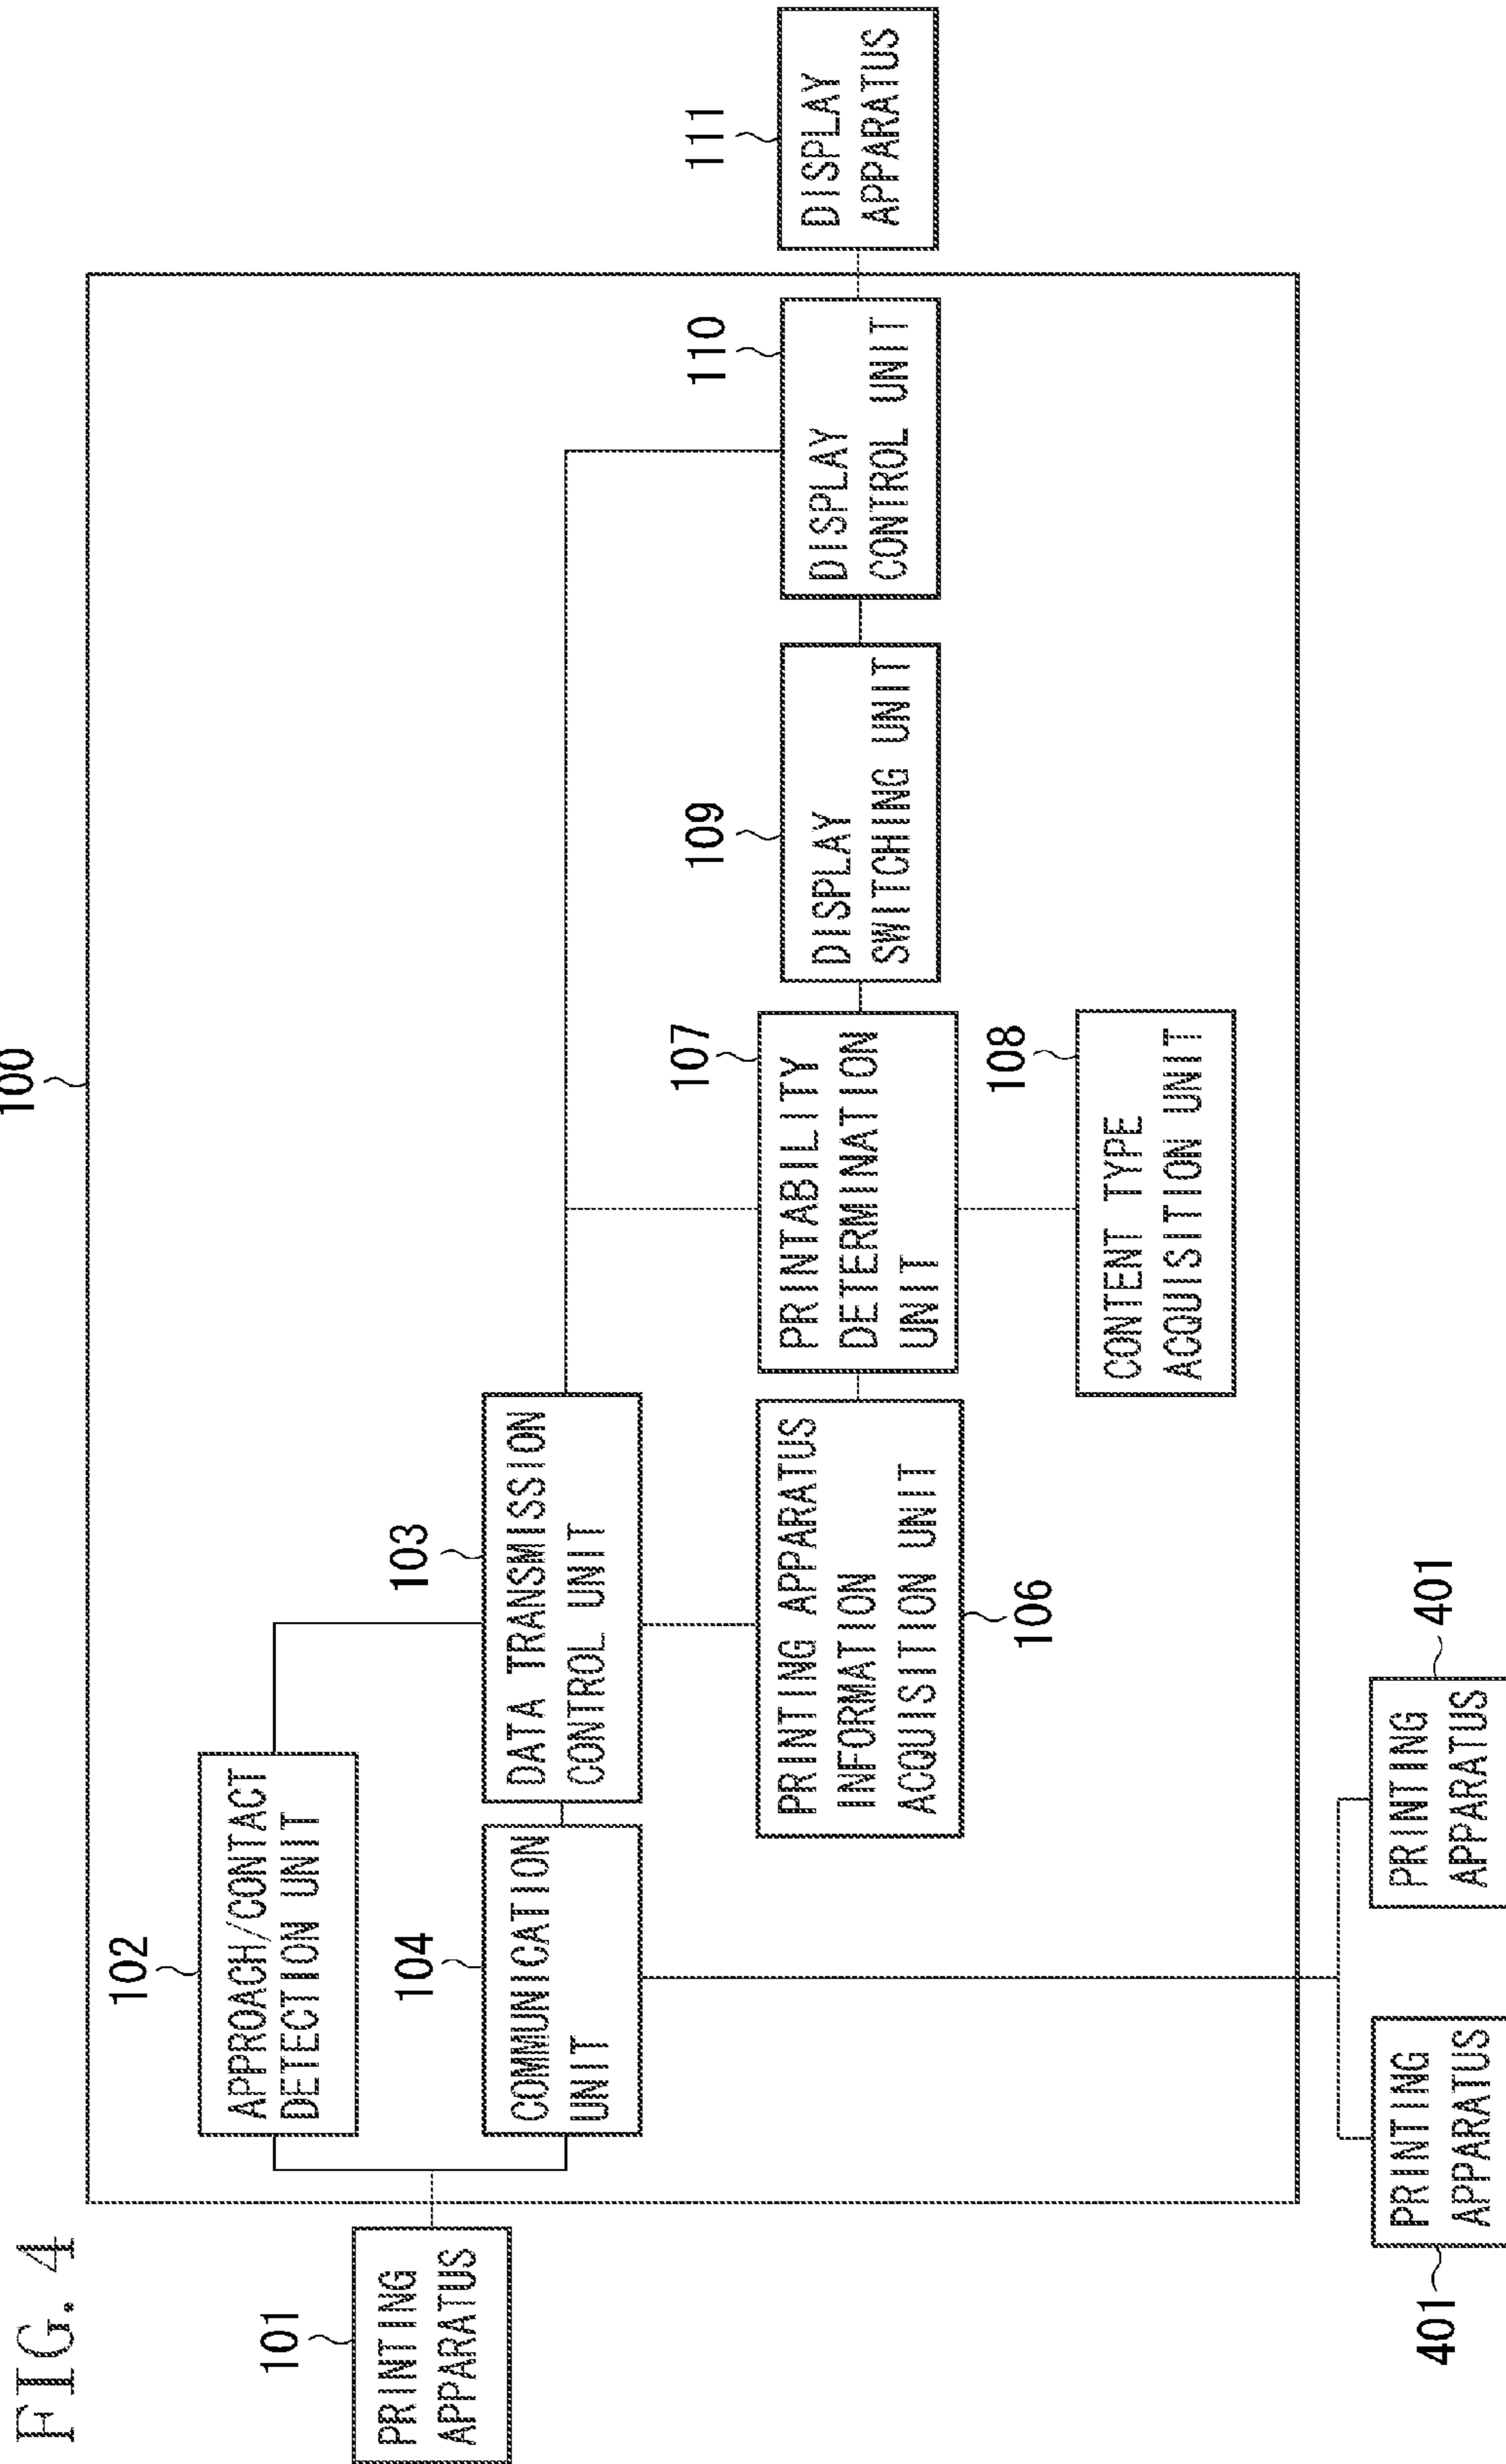 FIG. 4
100
101
PRINTING
APPARATUS
102
APPROACH/CONTACT
DETECTION UNIT
104
COMMUNICATION
UNIT
103
DATA TRANSMISSION
CONTROL UNIT
PRINTING APPARATUS
INFORMATION
ACQUISITION UNIT
106
107
PRINTABILITY
DETERMINATION
UNIT
108
CONTENT TYPE
ACQUISITION UNIT
109
DISPLAY
SWITCHING UNIT
110
DISPLAY
CONTROL UNIT
111
DISPLAY
APPARATUS
401
PRINTING
APPARATUS
401
PRINTING
APPARATUS